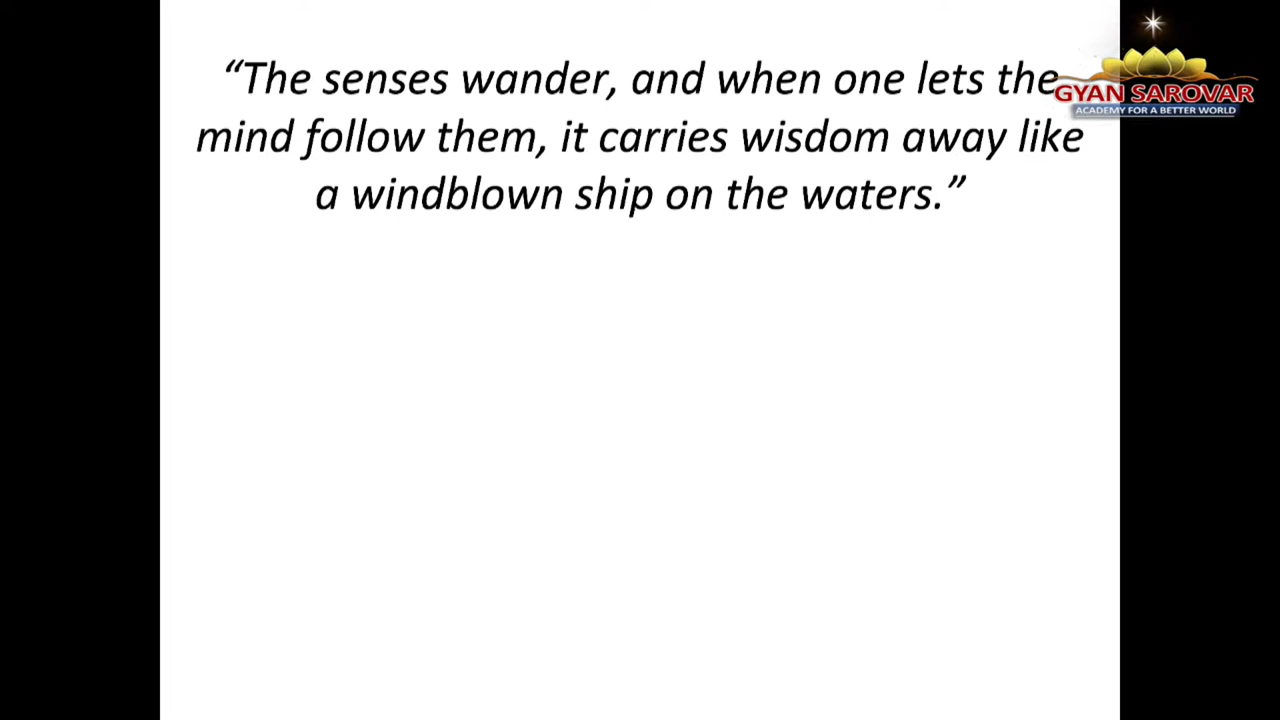 “The senses wander, and when one lets the
mind follow them, it carries wisdom away like
a windblown ship on the waters.”
GYAN SAROVAR
ACADEMY FOR A BETTER WORLD